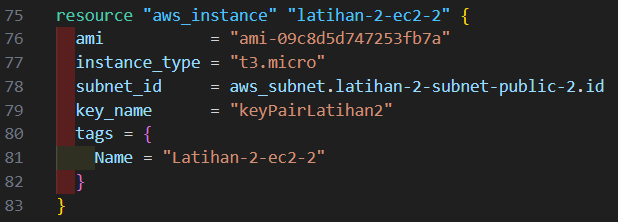 75 resource "aws_instance" "latihan-2-ec2-2" {
76   ami           = "ami-09c8d5d747253fb7a"
77   instance_type = "t3.micro"
78   subnet_id     = aws_subnet.latihan-2-subnet-public-2.id
79   key_name      = "keyPairLatihan2"
80   tags = {
81     Name = "Latihan-2-ec2-2"
82   }
83 }